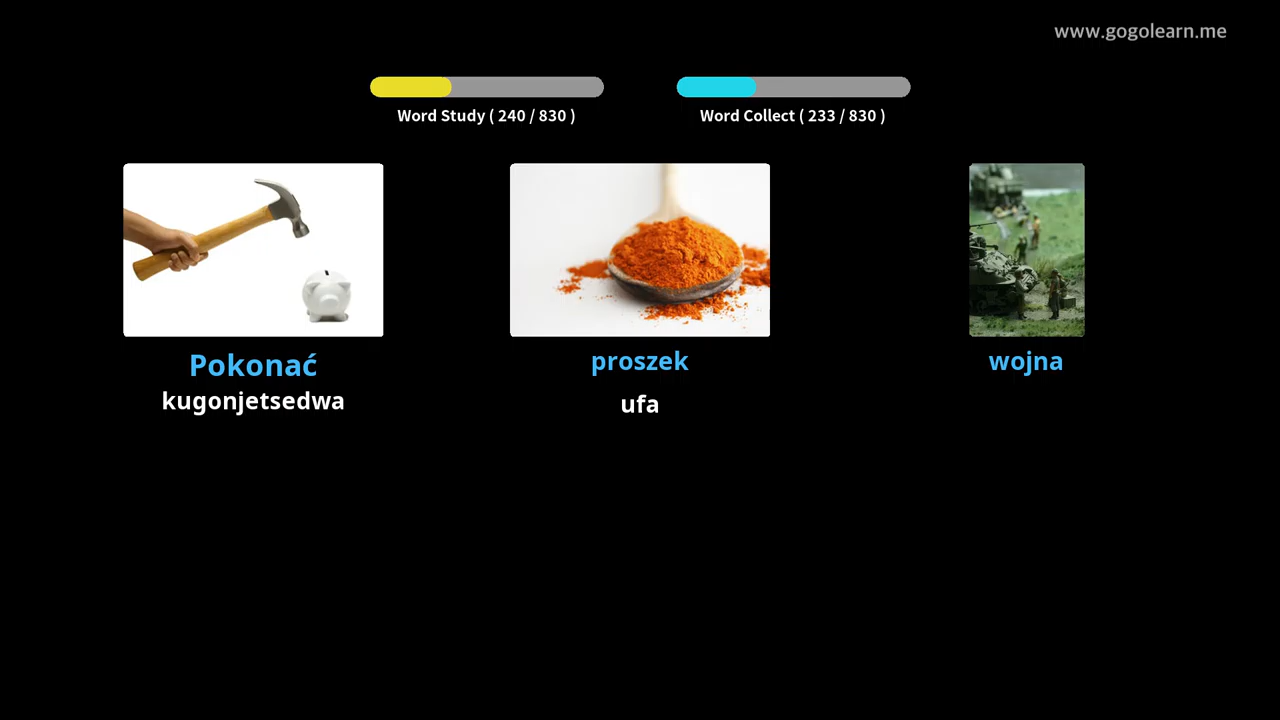 www.gogolearn.me
Word Study ( 240 / 830 )
Word Collect ( 233 / 830 )
Pokonać
kugonjetsedwa
proszek
ufa
wojna